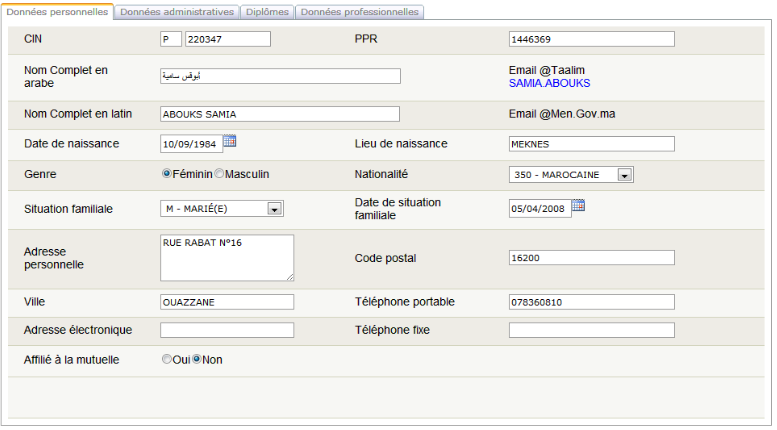 Données personnelles Données administratives Diplômes Données professionnelles
CIN P 220347 PPR 1446369
Nom Complet en arabe أبوقس سامية Email @Taalim
SAMIA.ABOUKS
Nom Complet en latin ABOUKS SAMIA Email @Men.Gov.ma
Date de naissance 10/09/1984 Lieu de naissance MEKNES
Genre Féminin Masculin Nationalité 350 - MAROCAINE
Situation familiale M - MARIÉ(E) Date de situation familiale 05/04/2008
Adresse personnelle RUE RABAT N°16 Code postal 16200
Ville OUAZZANE Téléphone portable 078360810
Adresse électronique Téléphone fixe
Affilié à la mutuelle Oui Non